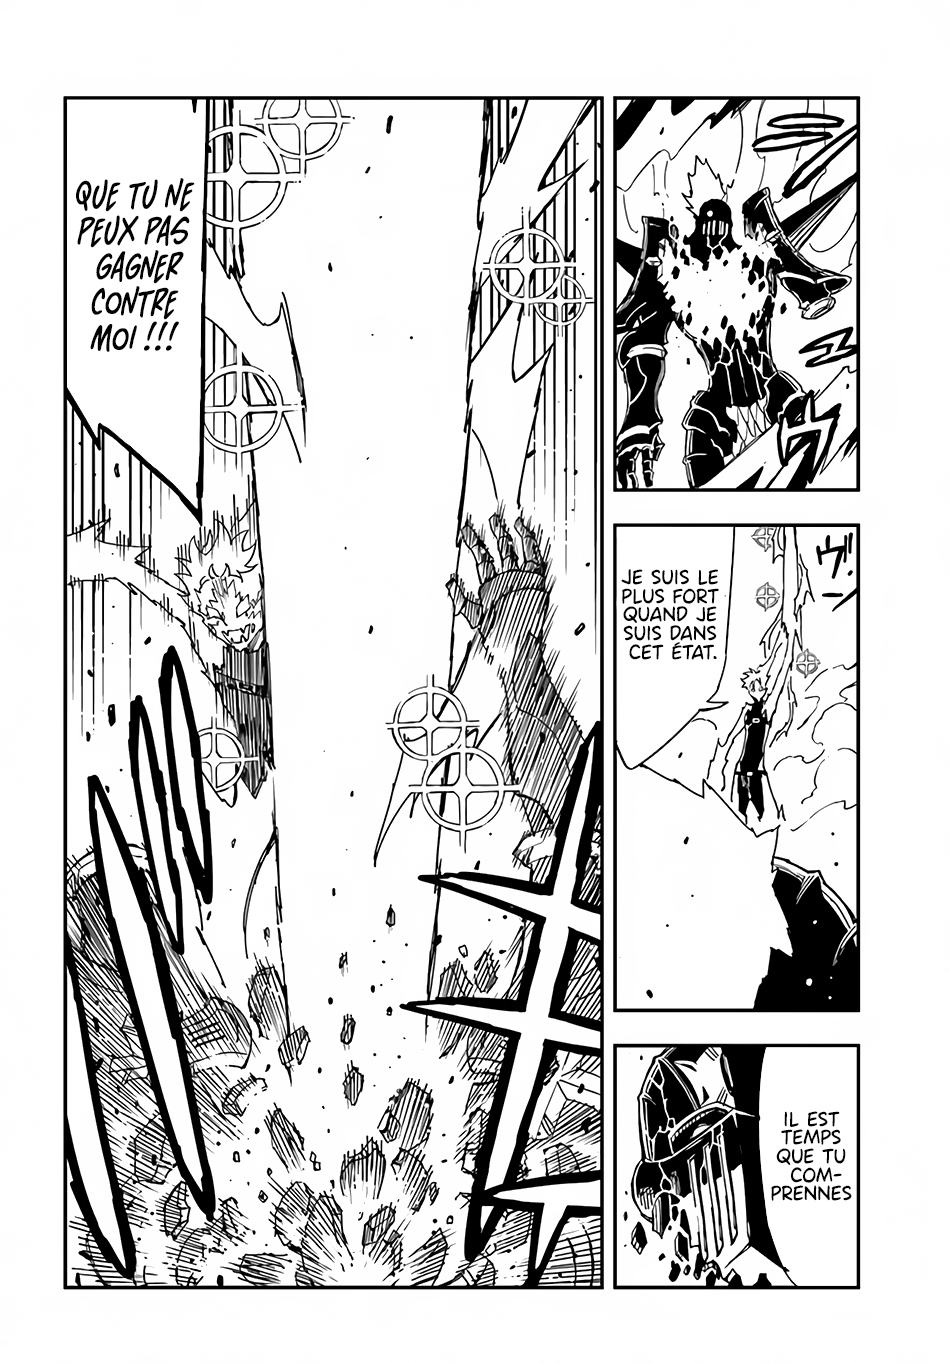 JE SUIS LE
PLUS FORT
QUAND JE
SUIS DANS
CET ÉTAT.
IL EST
TEMPS
QUE TU
COM-
PRENNES
QUE TU NE
PEUX PAS
GAGNER
CONTRE
MOI !!!